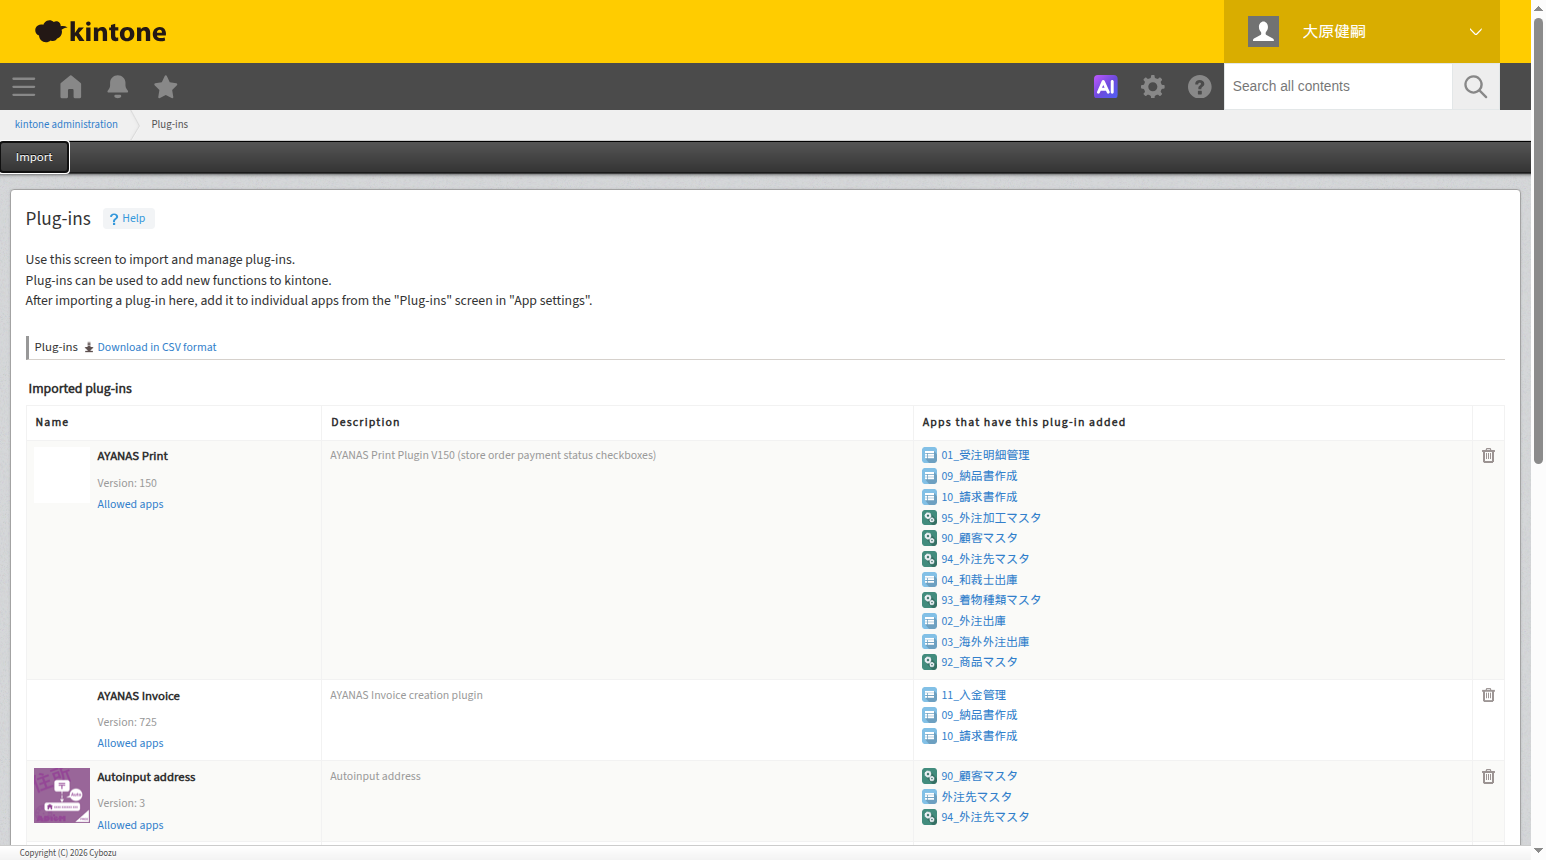 kintone
大原健嗣
AI
Search all contents
kintone administration
Plug-ins
Import
Plug-ins
? Help
Use this screen to import and manage plug-ins.
Plug-ins can be used to add new functions to kintone.
After importing a plug-in here, add it to individual apps from the "Plug-ins" screen in "App settings".
Plug-ins Download in CSV format
Imported plug-ins
Name Description Apps that have this plug-in added
AYANAS Print
Version: 150
Allowed apps
AYANAS Print Plugin V150 (store order payment status checkboxes)
01_受注明細管理
09_納品書作成
10_請求書作成
95_外注加工マスタ
90_顧客マスタ
94_外注先マスタ
04_和裁士出庫
93_着物種類マスタ
02_外注出庫
03_海外外注出庫
92_商品マスタ
AYANAS Invoice
Version: 725
Allowed apps
AYANAS Invoice creation plugin
11_入金管理
09_納品書作成
10_請求書作成
住所
〒
Auto
Autoinput address
Version: 3
Allowed apps
Autoinput address
90_顧客マスタ
外注先マスタ
94_外注先マスタ
Copyright (C) 2026 Cybozu